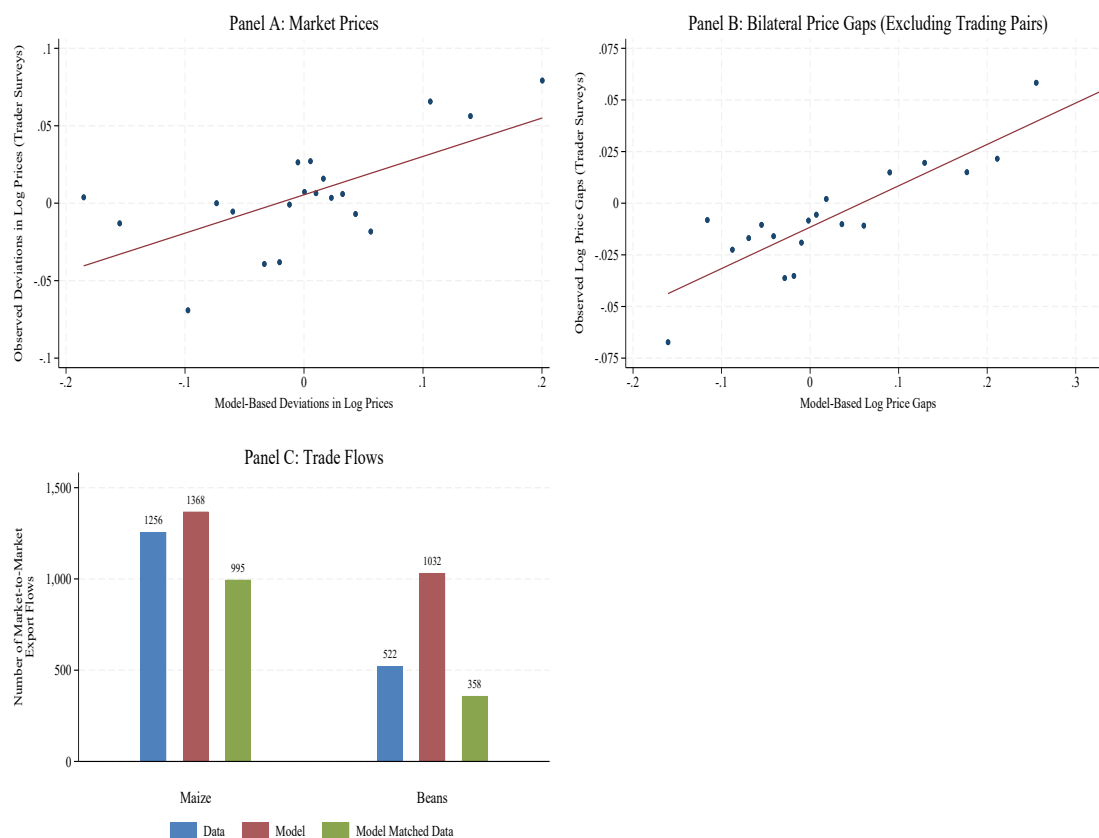 Panel A: Market Prices
Observed Deviations in Log Prices (Trader Surveys)
.1
.05
0
-.05
-.1
-.2
-.1
0
.1
.2
Model-Based Deviations in Log Prices
Panel B: Bilateral Price Gaps (Excluding Trading Pairs)
Observed Log Price Gaps (Trader Surveys)
.075
.05
.025
0
-.025
-.05
-.075
-.2
-.1
0
.1
.2
.3
Model-Based Log Price Gaps
Panel C: Trade Flows
Number of Market-to-Market
Export Flows
1,500
1,000
500
0
1256
1368
995
522
1032
358
Maize
Beans
Data
Model
Model Matched Data